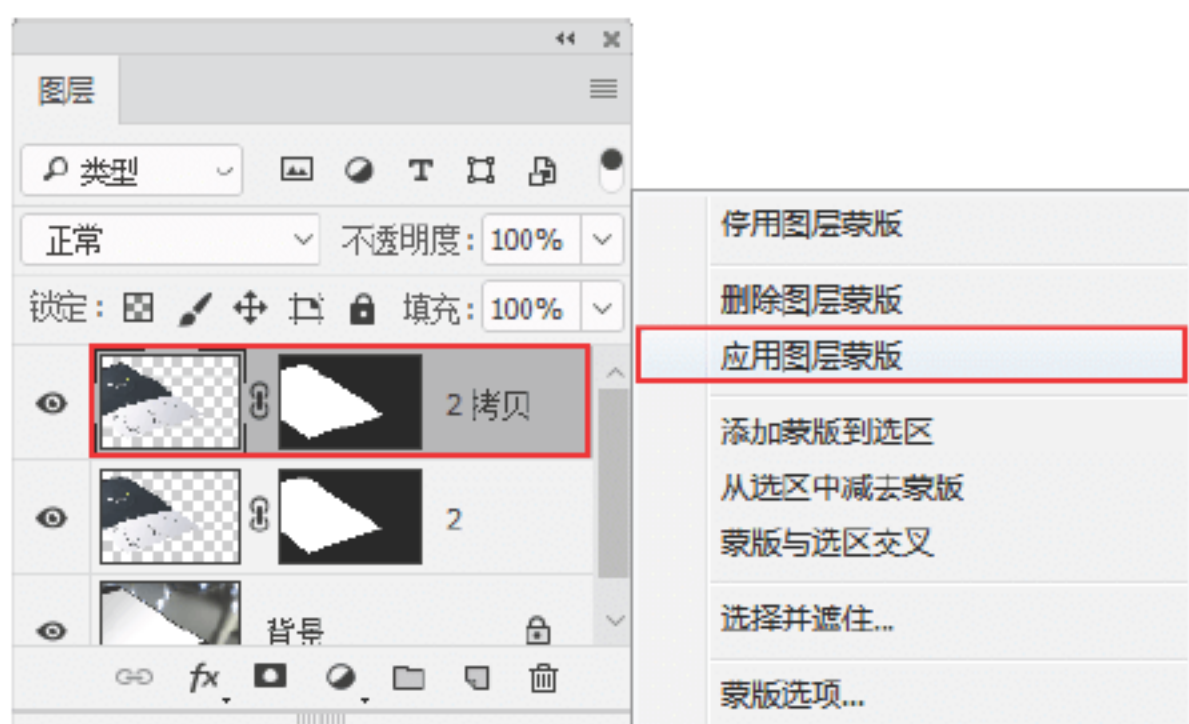 图层
类型
正常 不透明度: 100%
锁定: 填充: 100%
2 拷贝
2
背景
fx
停用图层蒙版
删除图层蒙版
应用图层蒙版
添加蒙版到选区
从选区中减去蒙版
蒙版与选区交叉
选择并遮住...
蒙版选项...